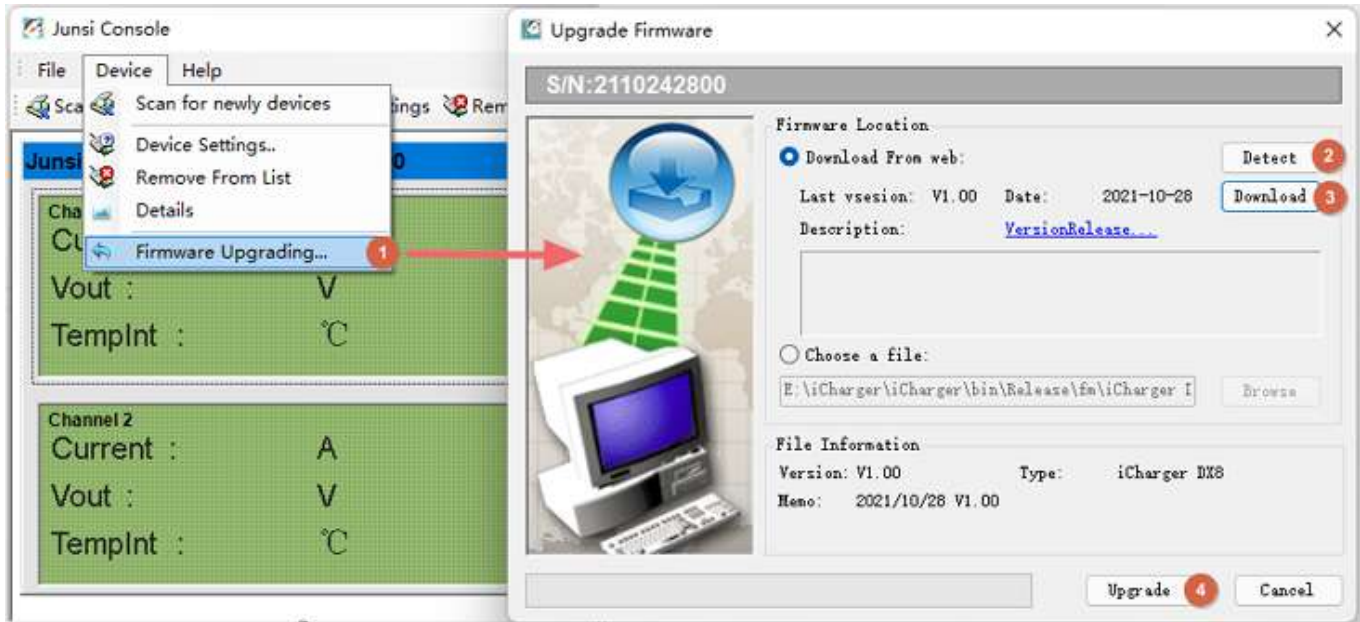 Junsi Console
File Device Help
Sca
ings Rem
Scan for newly devices
Device Settings..
Remove From List
Details
Firmware Upgrading... 1
Junsi
0
Cha
Cu
Vout : V
TempInt : ℃
Channel 2
Current : A
Vout : V
TempInt : ℃
Upgrade Firmware
S/N:2110242800
Firmware Location
Download From web: Detect 2
Last vsesion: V1.00 Date: 2021-10-28 Download 3
Description: VersionRelease...
Choose a file:
E:\iCharger\iCharger\bin\Release\fm\iCharger I Browse
File Information
Version: V1.00 Type: iCharger DX8
Memo: 2021/10/28 V1.00
Upgrade 4 Cancel